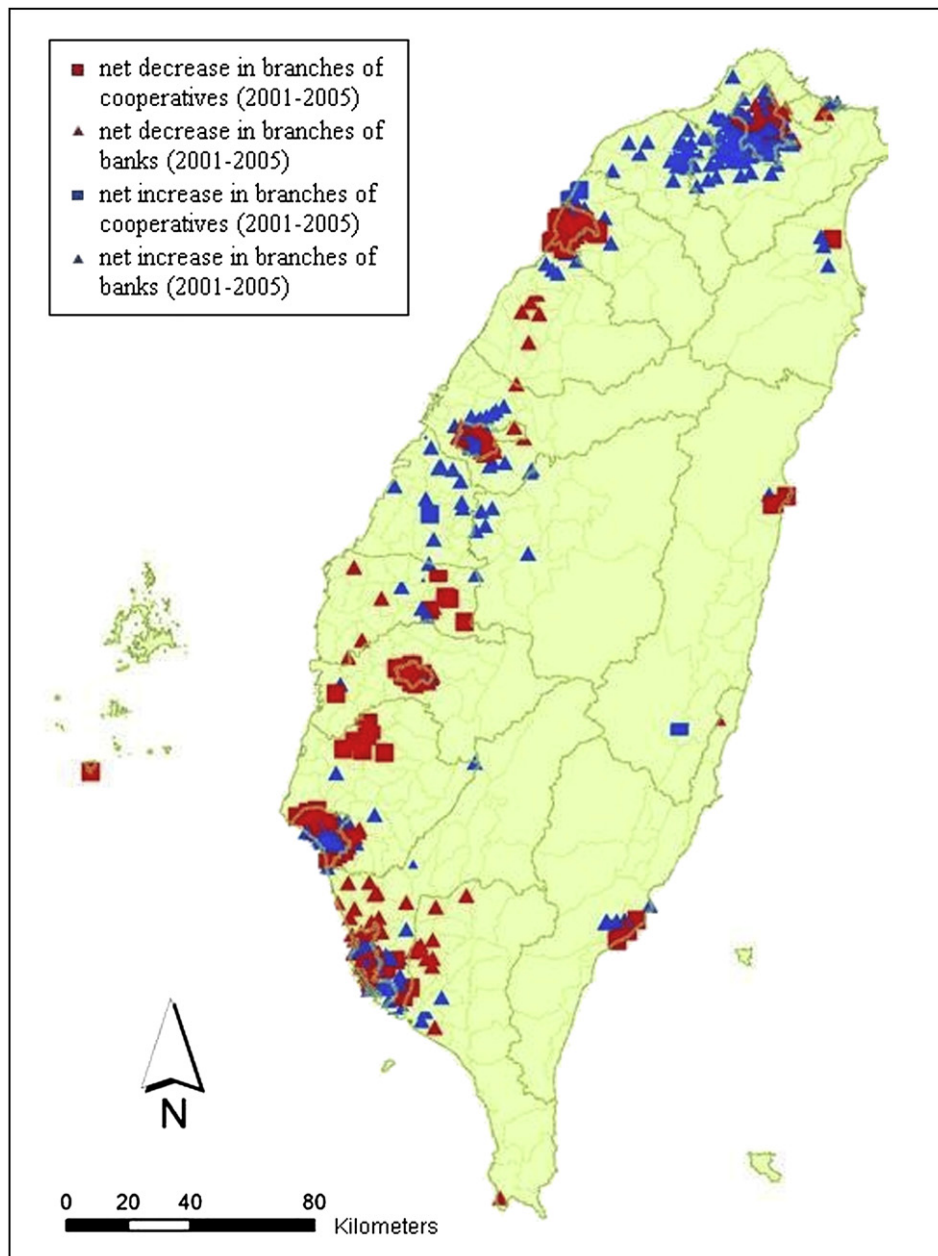 net decrease in branches of
cooperatives (2001-2005)
net decrease in branches of
banks (2001-2005)
net increase in branches of
cooperatives (2001-2005)
net increase in branches of
banks (2001-2005)
N
0 20 40 80
Kilometers